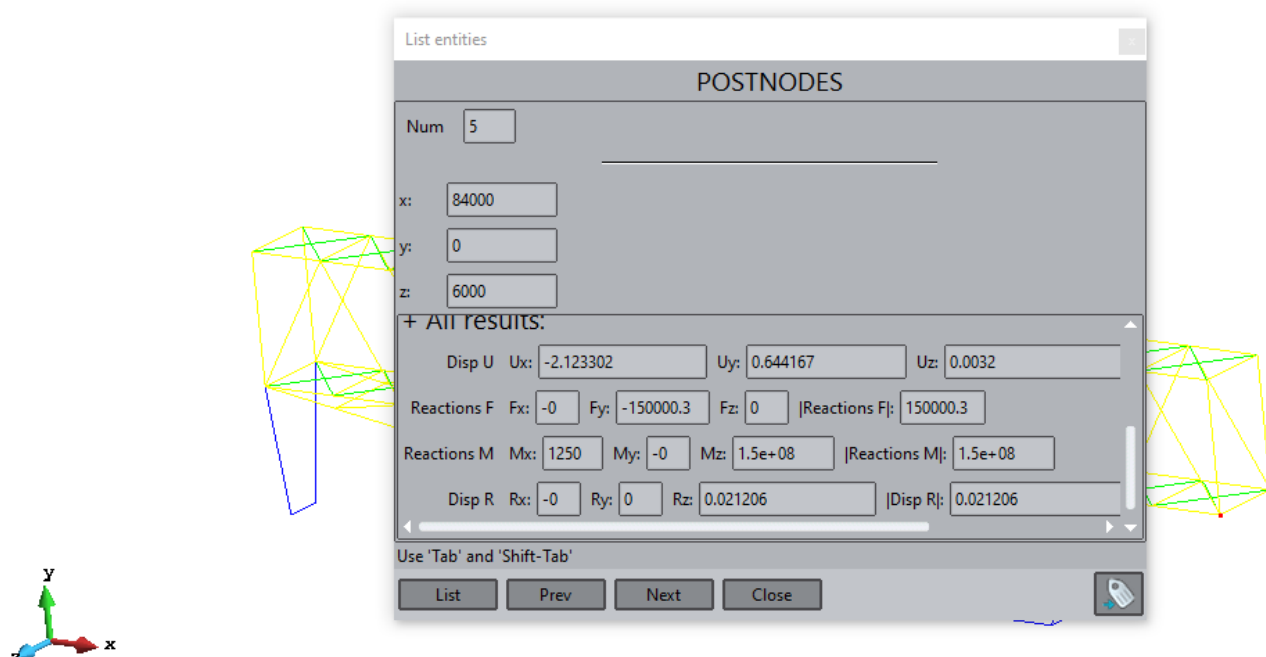 List entities
x
POSTNODES
Num 5
x: 84000
y: 0
z: 6000
+ All results:
Disp U Ux: -2.123302 Uy: 0.644167 Uz: 0.0032
Reactions F Fx: -0 Fy: -150000.3 Fz: 0 |Reactions F|: 150000.3
Reactions M Mx: 1250 My: -0 Mz: 1.5e+08 |Reactions M|: 1.5e+08
Disp R Rx: -0 Ry: 0 Rz: 0.021206 |Disp R|: 0.021206
Use 'Tab' and 'Shift-Tab'
List Prev Next Close
y
x
z